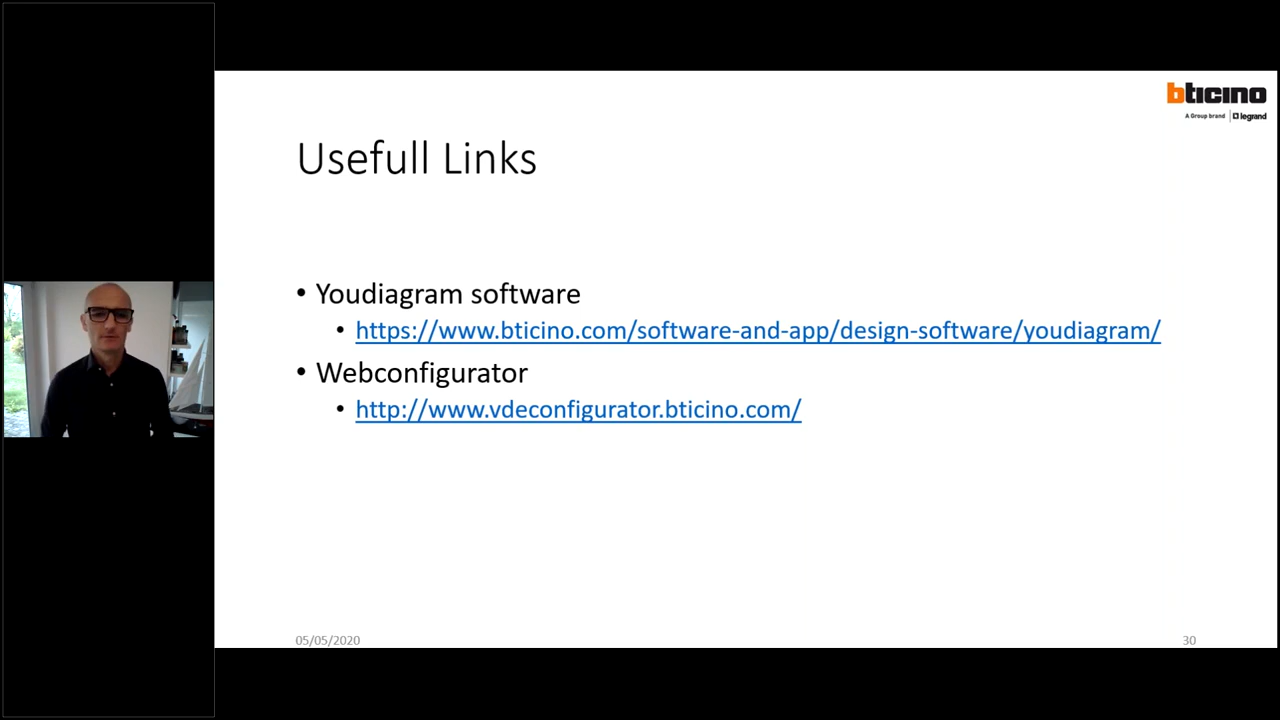 bticino
A Group brand legrand
Usefull Links
• Youdiagram software
• https://www.bticino.com/software-and-app/design-software/youdiagram/
• Webconfigurator
• http://www.vdeconfigurator.bticino.com/
05/05/2020
30